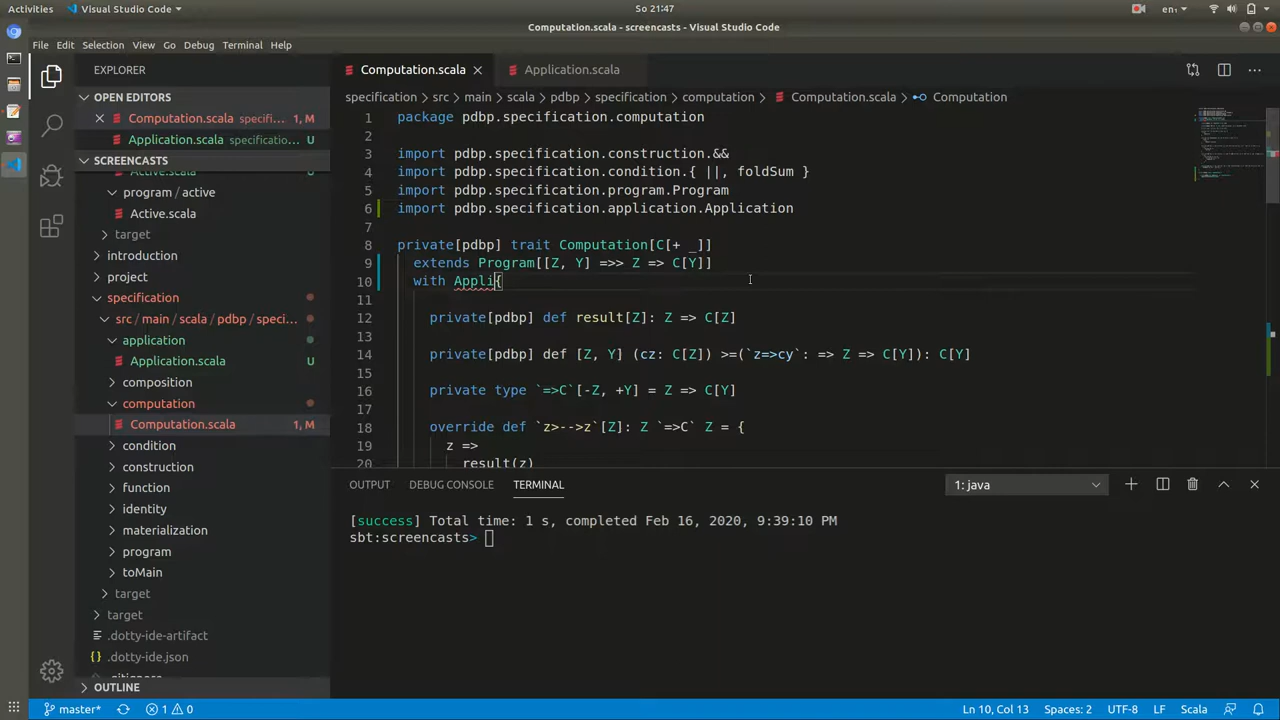 Activities Visual Studio Code So 21:47 en₁
Computation.scala - screencasts - Visual Studio Code
File Edit Selection View Go Debug Terminal Help
EXPLORER
OPEN EDITORS
Computation.scala specifi... 1, M
Application.scala specificatio... U
SCREENCASTS
Active.scala U
program / active
Active.scala
target
introduction
project
specification
src / main / scala / pdbp / speci...
application
Application.scala U
composition
computation
Computation.scala 1, M
condition
construction
function
identity
materialization
program
toMain
target
target
.dotty-ide-artifact
{} .dotty-ide.json
.gitignore
OUTLINE
Computation.scala Application.scala
specification > src > main > scala > pdbp > specification > computation > Computation.scala > Computation
1 package pdbp.specification.computation
2
3 import pdbp.specification.construction.&&
4 import pdbp.specification.condition.{ ||, foldSum }
5 import pdbp.specification.program.Program
6 import pdbp.specification.application.Application
7
8 private[pdbp] trait Computation[C[+ _]]
9 extends Program[[Z, Y] =>> Z => C[Y]]
10 with Appli{
11
12 private[pdbp] def result[Z]: Z => C[Z]
13
14 private[pdbp] def [Z, Y] (cz: C[Z]) >=(`z=>cy`: => Z => C[Y]): C[Y]
15
16 private type `=>C`[-Z, +Y] = Z => C[Y]
17
18 override def `z>-->z`[Z]: Z `=>C` Z = {
19 z =>
20 result(z)
OUTPUT DEBUG CONSOLE TERMINAL 1: java
[success] Total time: 1 s, completed Feb 16, 2020, 9:39:10 PM
sbt:screencasts>
master* 1 0 Ln 10, Col 13 Spaces: 2 UTF-8 LF Scala